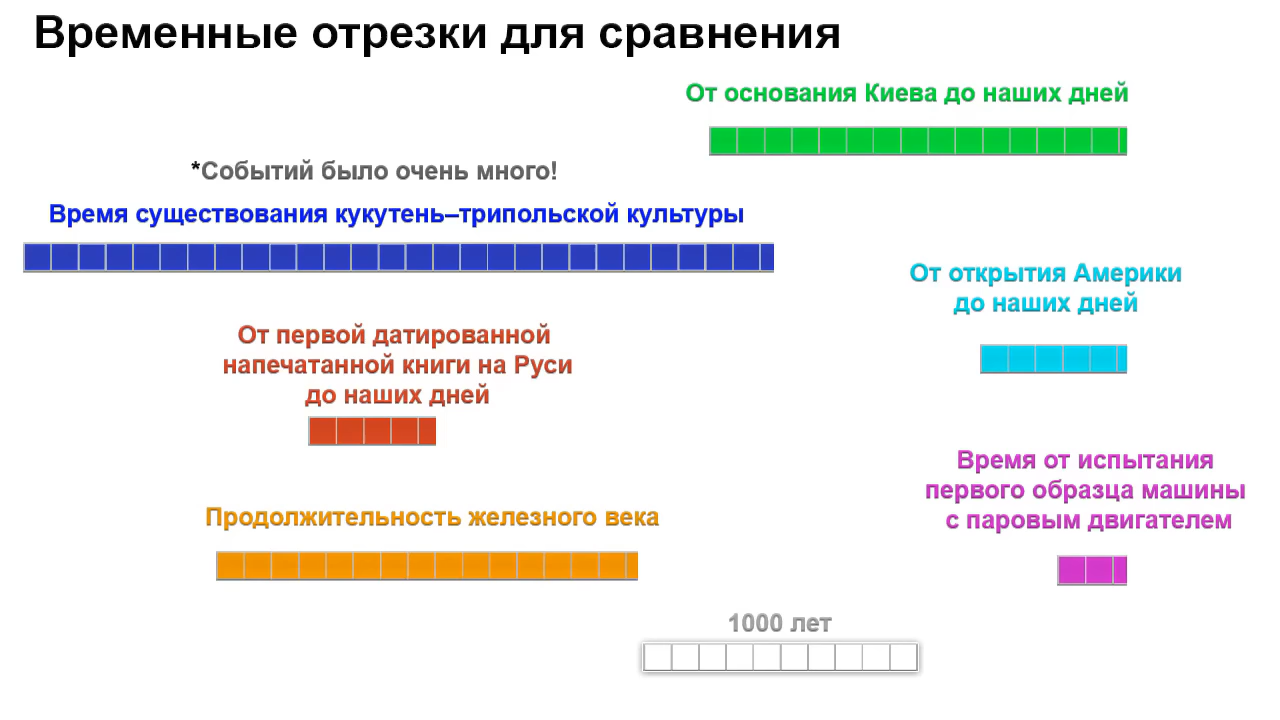 Временные отрезки для сравнения
От основания Киева до наших дней
*Событий было очень много!
Время существования кукутень–трипольской культуры
От открытия Америки
до наших дней
От первой датированной
напечатанной книги на Руси
до наших дней
Время от испытания
первого образца машины
с паровым двигателем
Продолжительность железного века
1000 лет